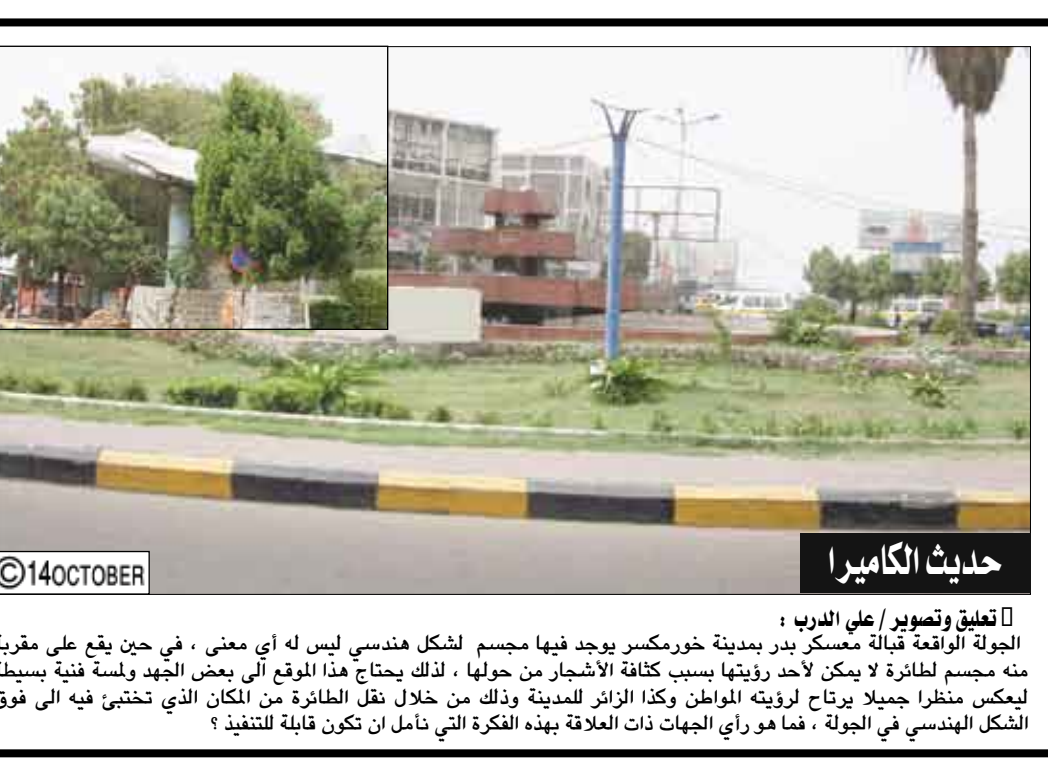 حديث الكاميرا
©14OCTOBER
تعليق وتصوير / علي الدرب :
الجولة الواقعة قبالة معسكر بدر بمدينة خورمكسر يوجد فيها مجسم لشكل هندسي ليس له أي معنى ، في حين يقع على مقربة
منه مجسم لطائرة لا يمكن لأحد رؤيتها بسبب كثافة الأشجار من حولها ، لذلك يحتاج هذا الموقع الى بعض الجهد ولمسة فنية بسيطة
ليعكس منظرا جميلا يرتاح لرؤيته المواطن وكذا الزائر للمدينة وذلك من خلال نقل الطائرة من المكان الذي تختبئ فيه الى فوق
الشكل الهندسي في الجولة ، فما هو رأي الجهات ذات العلاقة بهذه الفكرة التي نأمل ان تكون قابلة للتنفيذ ؟